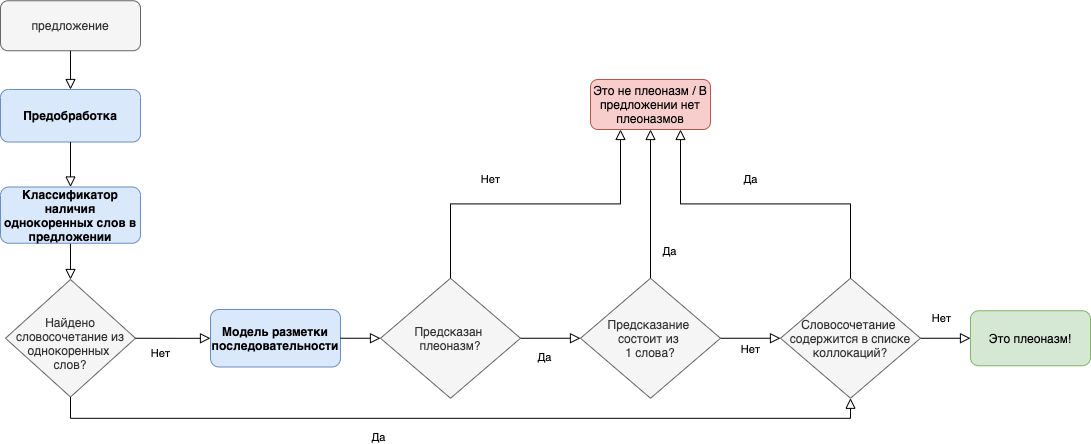 предложение
Предобработка
Классификатор
наличия
однокоренных слов в
предложении
Найдено
словосочетание из
однокоренных
слов?
Нет
Да
Модель разметки
последовательности
Предсказан
плеоназм?
Нет
Да
Предсказание
состоит из
1 слова?
Да
Нет
Словосочетание
содержится в списке
коллокаций?
Да
Нет
Это не плеоназм / В
предложении нет
плеоназмов
Это плеоназм!